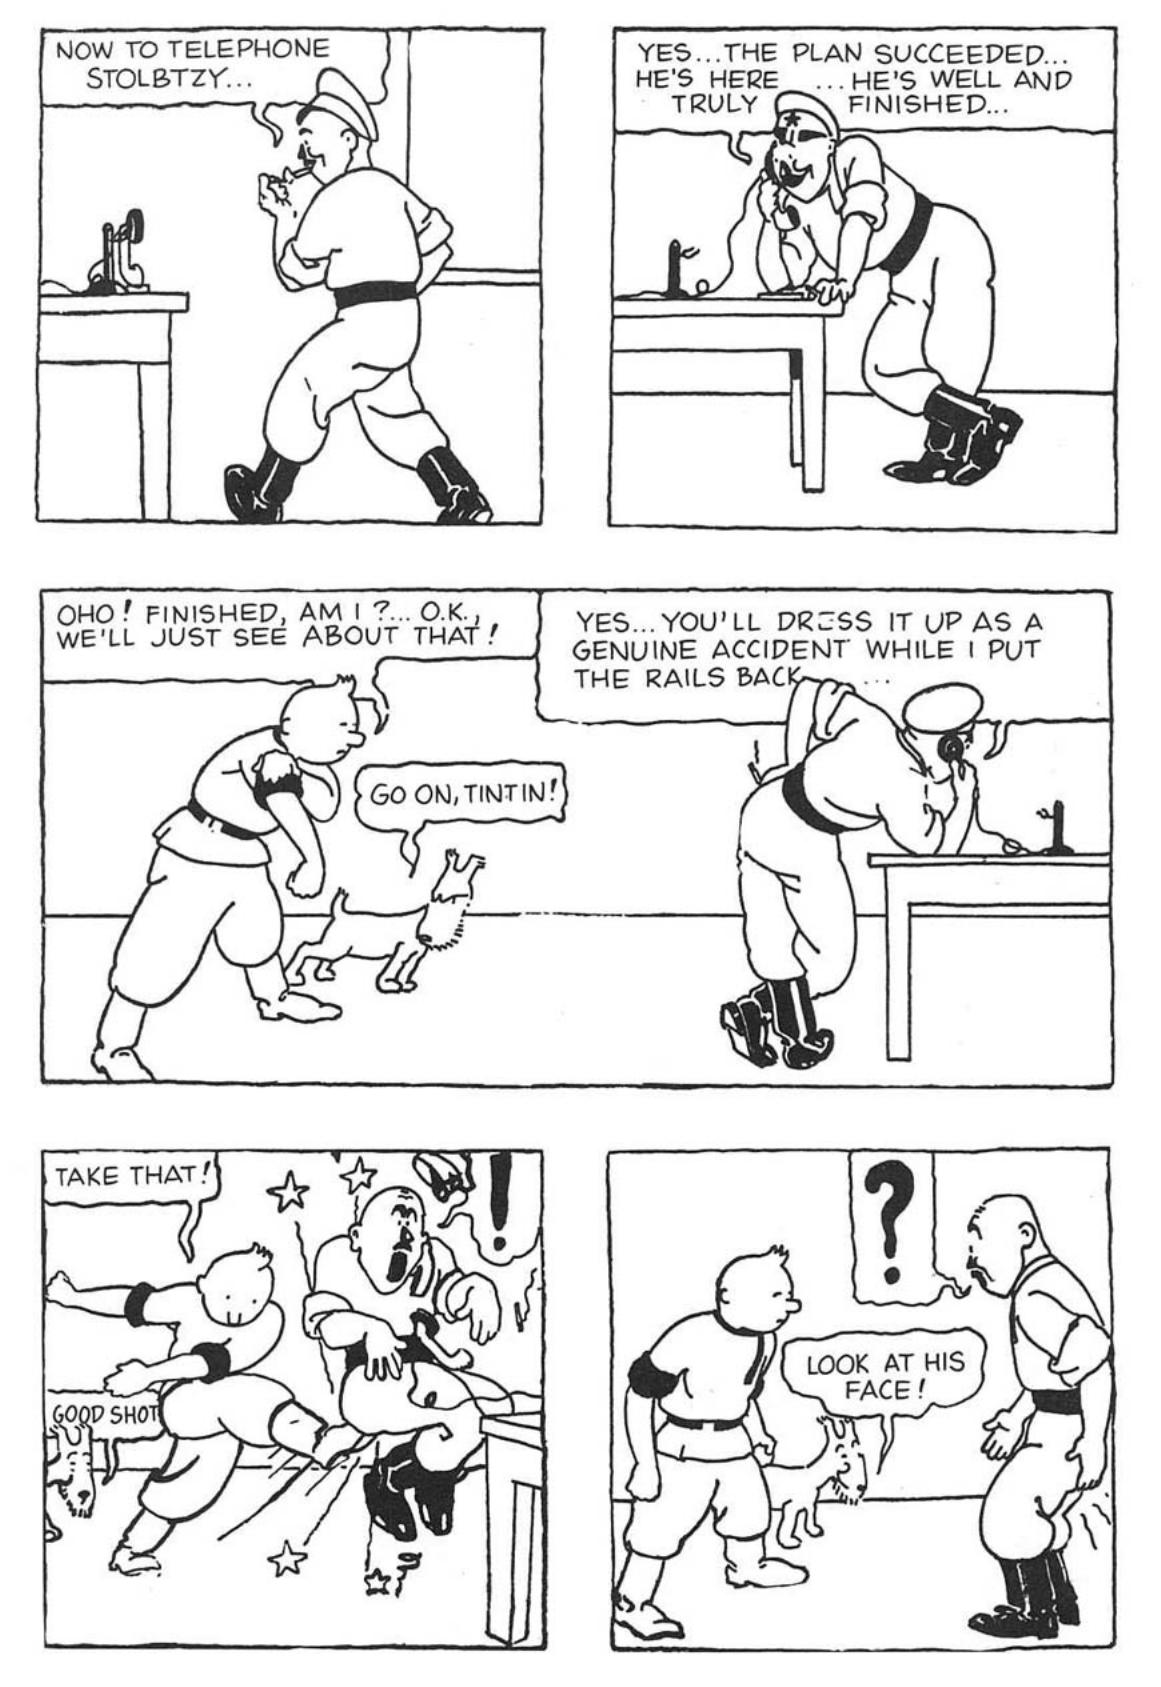 NOW TO TELEPHONE
STOLBTZY...
YES...THE PLAN SUCCEEDED...
HE'S HERE ...HE'S WELL AND
TRULY FINISHED...
OHO! FINISHED, AM I?... O.K.,
WE'LL JUST SEE ABOUT THAT!
YES...YOU'LL DRESS IT UP AS A
GENUINE ACCIDENT WHILE I PUT
THE RAILS BACK ...
GO ON, TINTIN!
TAKE THAT!
!
GOOD SHOT
?
LOOK AT HIS
FACE!